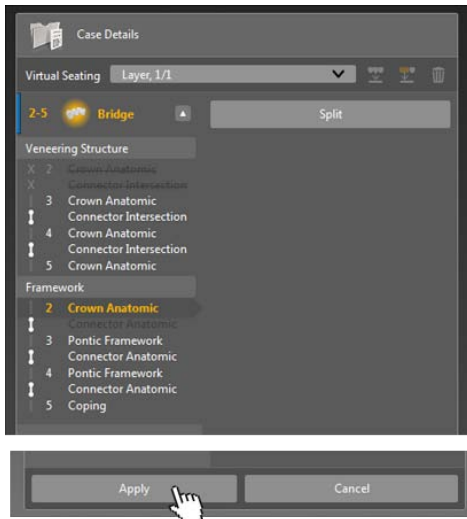 Case Details
Virtual Seating Layer, 1/1
2-5 Bridge Split
Veneering Structure
X 2 Crown Anatomic
X Connector Intersection
3 Crown Anatomic
Connector Intersection
4 Crown Anatomic
Connector Intersection
5 Crown Anatomic
Framework
2 Crown Anatomic
Connector Anatomic
3 Pontic Framework
Connector Anatomic
4 Pontic Framework
Connector Anatomic
5 Coping
Apply Cancel